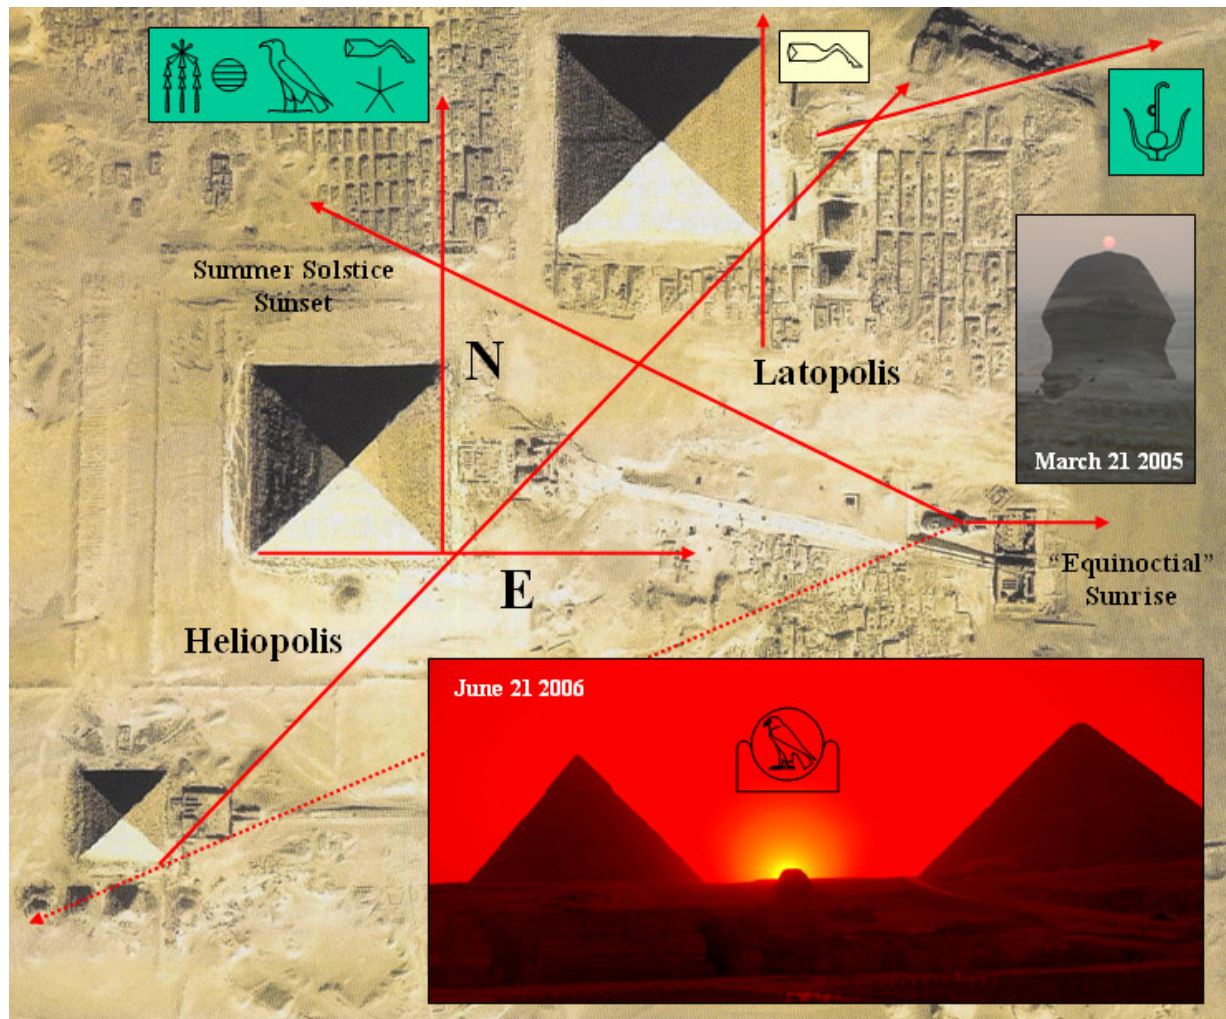 Summer Solstice
Sunset
N
Latopolis
March 21 2005
"Equinoctial"
Sunrise
E
Heliopolis
June 21 2006